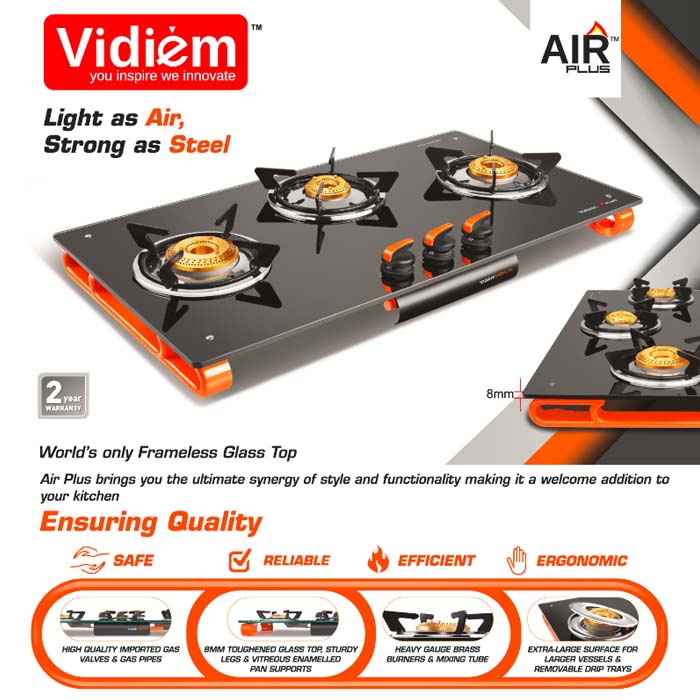 Vidiém™
you inspire we innovate
AIR™
PLUS
Light as Air,
Strong as Steel
2 year
WARRANTY
8mm
World's only Frameless Glass Top
Air Plus brings you the ultimate synergy of style and functionality making it a welcome addition to
your kitchen
Ensuring Quality
SAFE
RELIABLE
EFFICIENT
ERGONOMIC
HIGH QUALITY IMPORTED GAS
VALVES & GAS PIPES
8MM TOUGHENED GLASS TOP, STURDY
LEGS & VITREOUS ENAMELLED
PAN SUPPORTS
HEAVY GAUGE BRASS
BURNERS & MIXING TUBE
EXTRA-LARGE SURFACE FOR
LARGER VESSELS &
REMOVABLE DRIP TRAYS